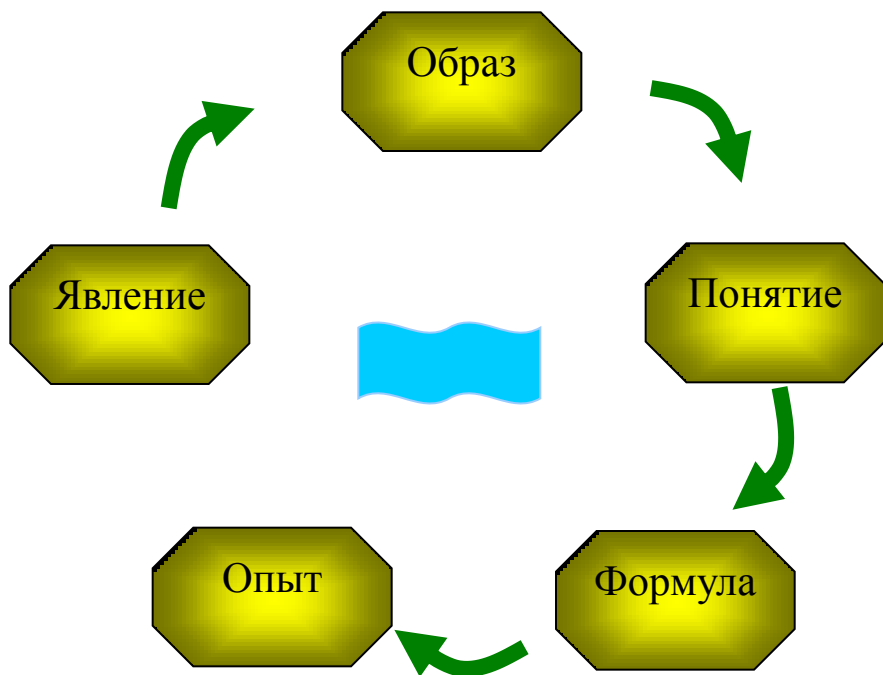 Образ
Явление
Понятие
Опыт
Формула